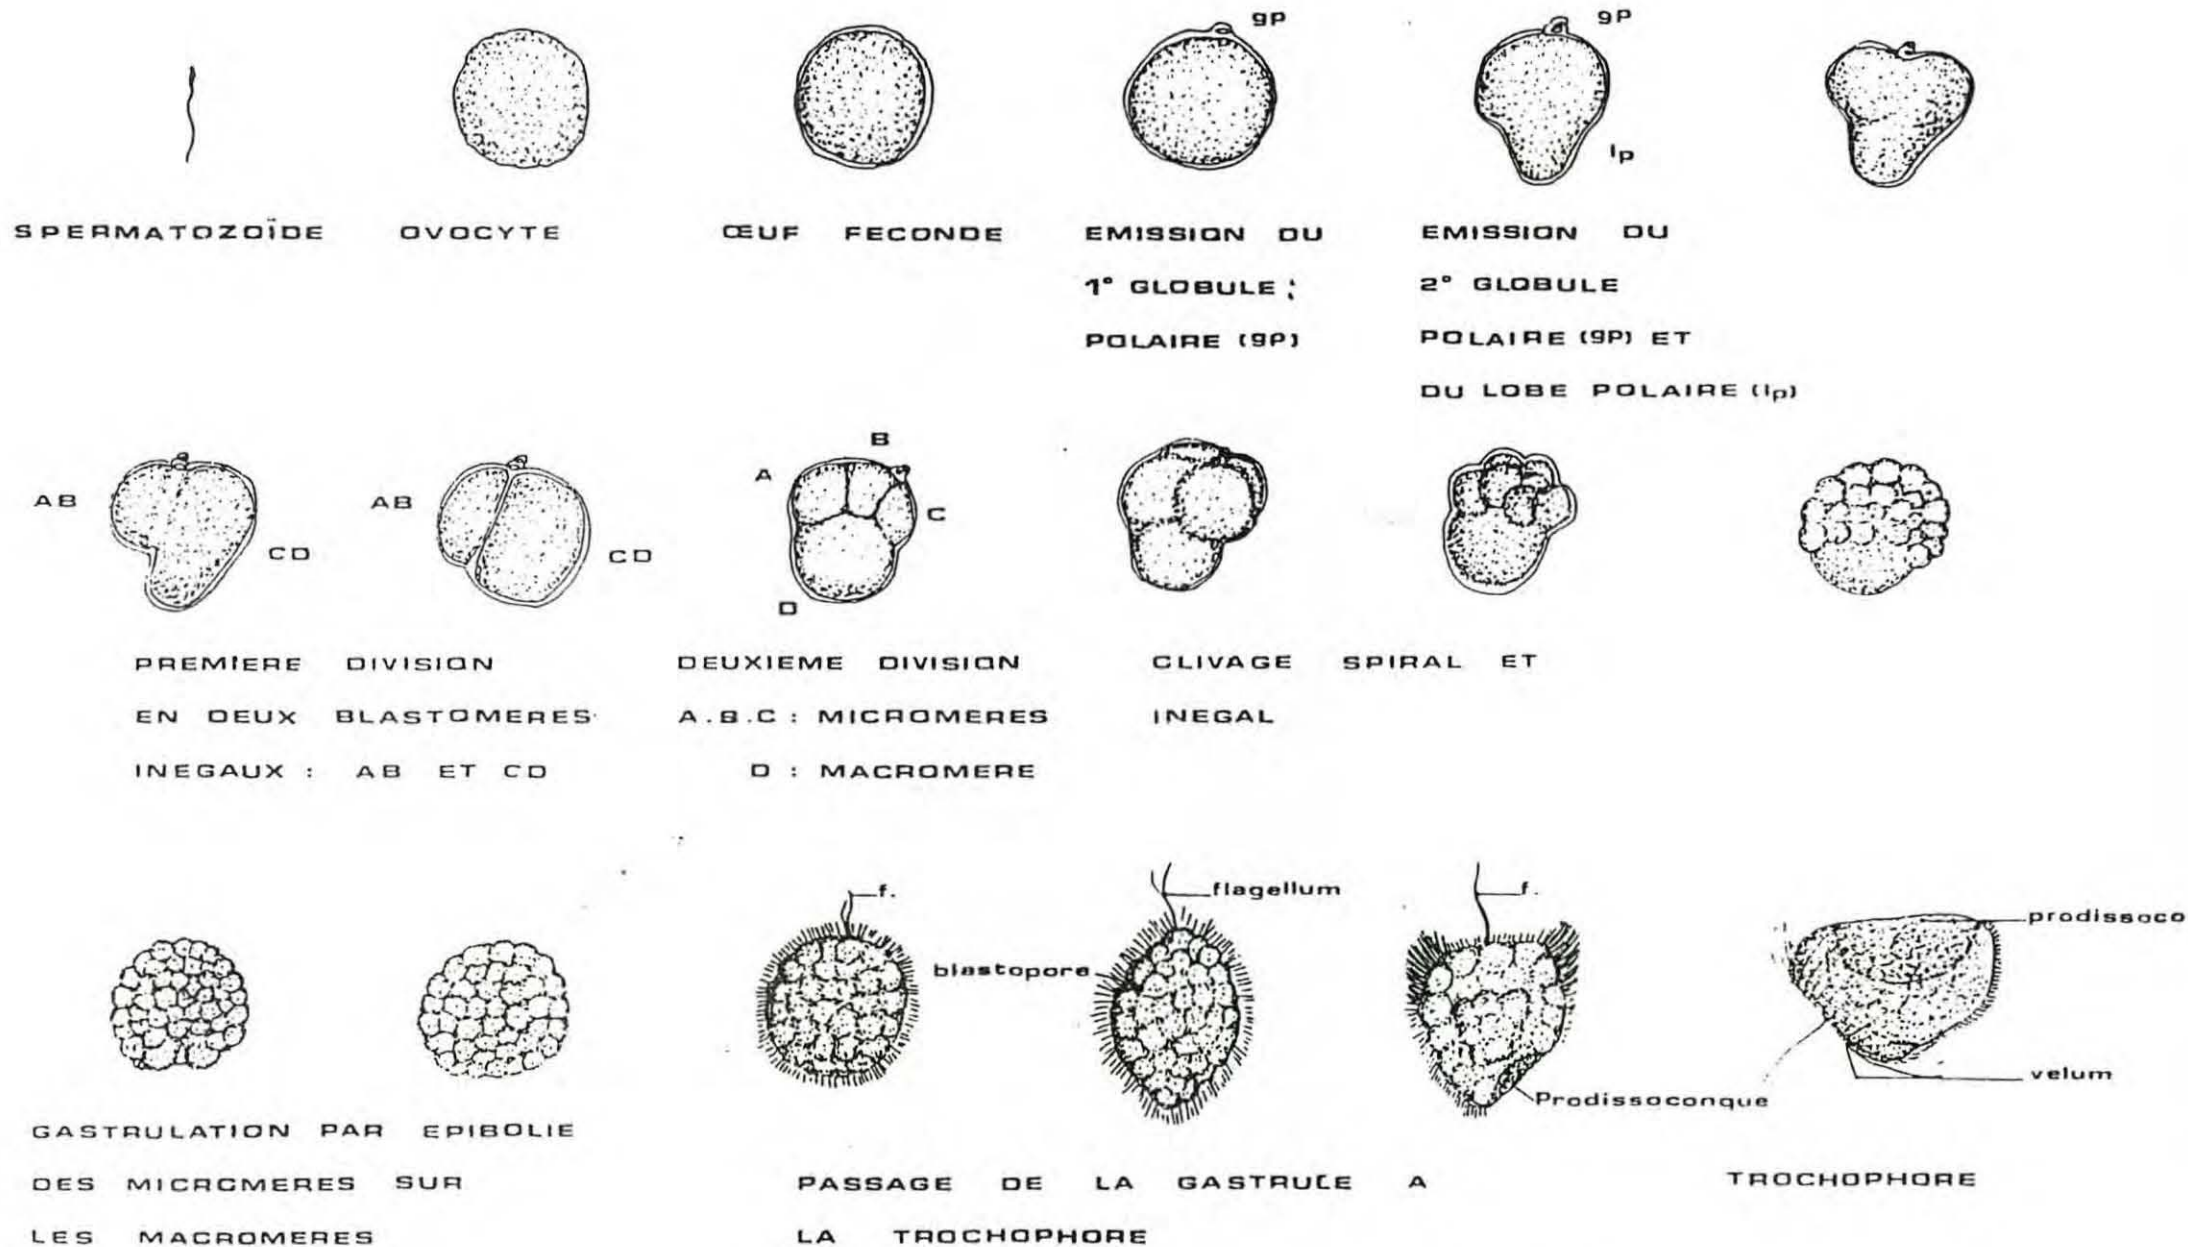 gp
gp
lp
SPERMATOZOÏDE
OVOCYTE
ŒUF FECONDE
EMISSION DU
1° GLOBULE ;
POLAIRE (gp)
EMISSION DU
2° GLOBULE
POLAIRE (gp) ET
DU LOBE POLAIRE (lp)
AB
CD
AB
CD
A
B
C
D
PREMIERE DIVISION
EN DEUX BLASTOMERES
INEGAUX : AB ET CD
DEUXIEME DIVISION
A.B.C : MICROMERES
D : MACROMERE
CLIVAGE SPIRAL ET
INEGAL
f.
blastopore
flagellum
f.
Prodissoconque
prodissoco
velum
GASTRULATION PAR EPIBOLIE
DES MICROMERES SUR
LES MACROMERES
PASSAGE DE LA GASTRULE A
LA TROCHOPHORE
TROCHOPHORE